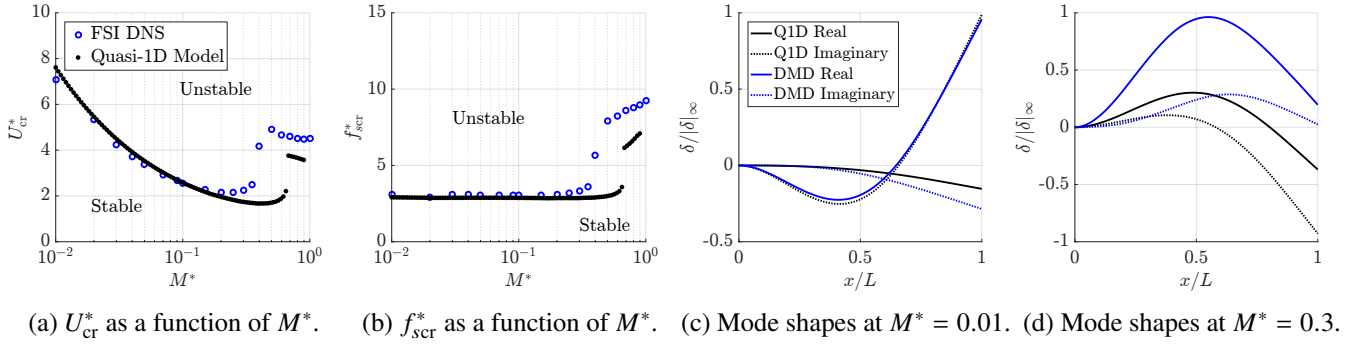 10
8
6
4
2
0
U*cr
10⁻² 10⁻¹ 10⁰
M*
FSI DNS
Quasi-1D Model
Unstable
Stable
15
10
5
0
f*scr
10⁻² 10⁻¹ 10⁰
M*
Unstable
Stable
1
0.5
0
-0.5
δ/|δ|∞
0 0.5 1
x/L
Q1D Real
Q1D Imaginary
DMD Real
DMD Imaginary
1
0.5
0
-0.5
-1
δ/|δ|∞
0 0.5 1
x/L
(a) U*cr as a function of M*.
(b) f*scr as a function of M*.
(c) Mode shapes at M* = 0.01.
(d) Mode shapes at M* = 0.3.